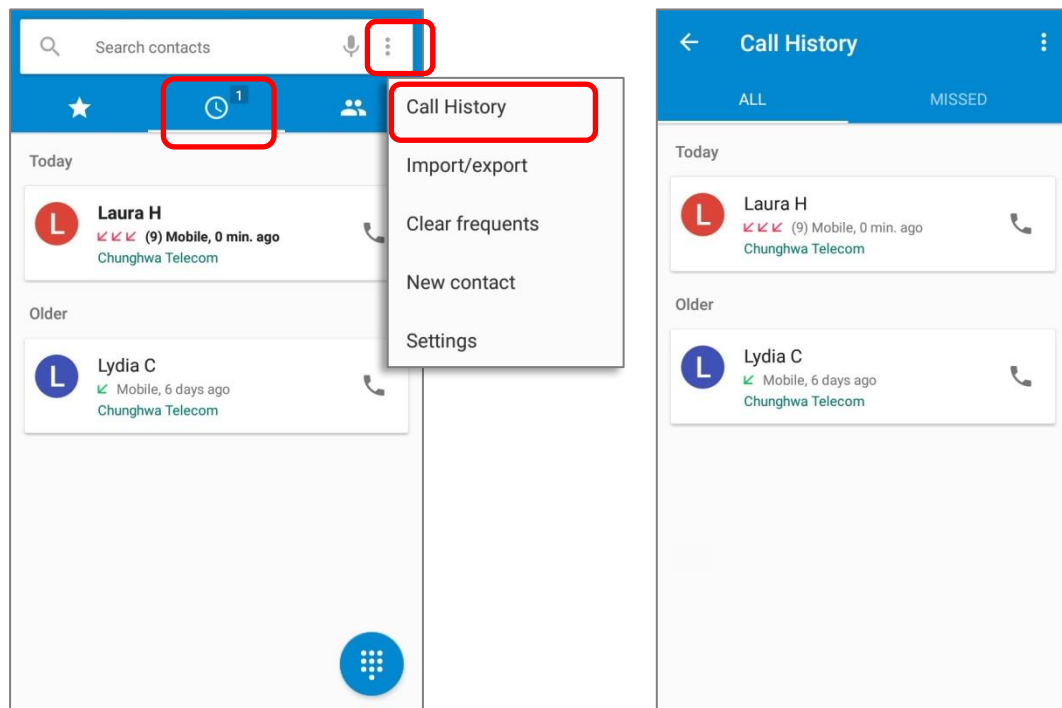 Search contacts
1
Today
L
Laura H
(9) Mobile, 0 min. ago
Chunghwa Telecom
Older
L
Lydia C
Mobile, 6 days ago
Chunghwa Telecom
Call History
Import/export
Clear frequents
New contact
Settings
Call History
ALL MISSED
Today
L
Laura H
(9) Mobile, 0 min. ago
Chunghwa Telecom
Older
L
Lydia C
Mobile, 6 days ago
Chunghwa Telecom